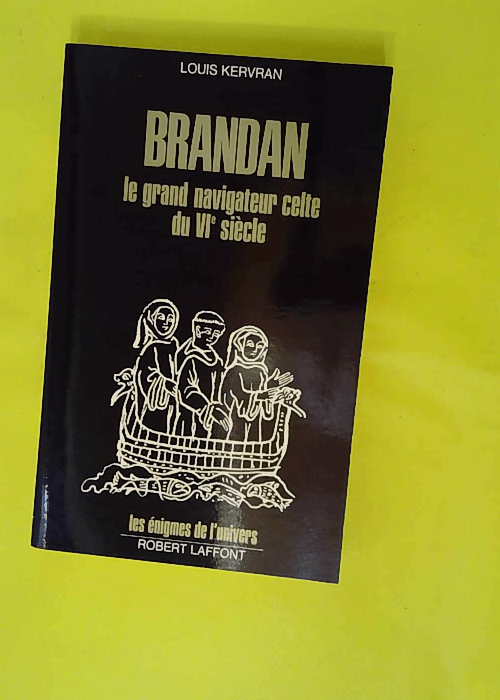 LOUIS KERVRAN
BRANDAN
le grand navigateur celte
du VIe siècle
les énigmes de l'univers
ROBERT LAFFONT